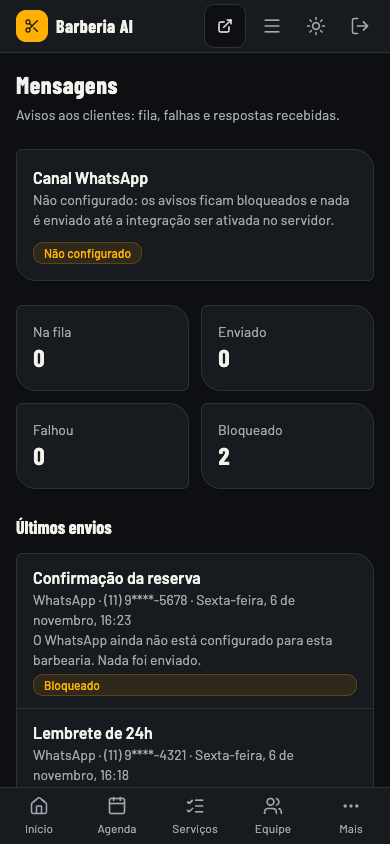 Barberia AI
Mensagens
Avisos aos clientes: fila, falhas e respostas recebidas.
Canal WhatsApp
Não configurado: os avisos ficam bloqueados e nada
é enviado até a integração ser ativada no servidor.
Não configurado
Na fila
0
Enviado
0
Falhou
0
Bloqueado
2
Últimos envios
Confirmação da reserva
WhatsApp · (11) 9****-5678 · Sexta-feira, 6 de
novembro, 16:23
O WhatsApp ainda não está configurado para esta
barbearia. Nada foi enviado.
Bloqueado
Lembrete de 24h
WhatsApp · (11) 9****-4321 · Sexta-feira, 6 de
novembro, 16:18
Início
Agenda
Serviços
Equipe
Mais